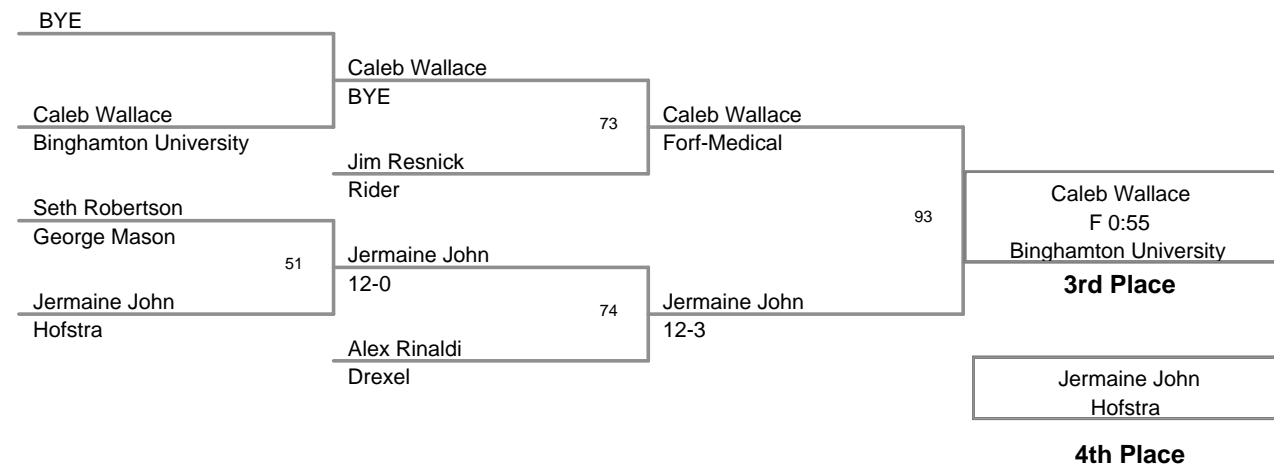 BYE
Caleb Wallace
BYE
Caleb Wallace
Binghamton University
73
Caleb Wallace
Forf-Medical
Jim Resnick
Rider
Seth Robertson
George Mason
51
Jermaine John
12-0
Jermaine John
Hofstra
74
Jermaine John
12-3
Alex Rinaldi
Drexel
93
Caleb Wallace
F 0:55
Binghamton University
3rd Place
Jermaine John
Hofstra
4th Place